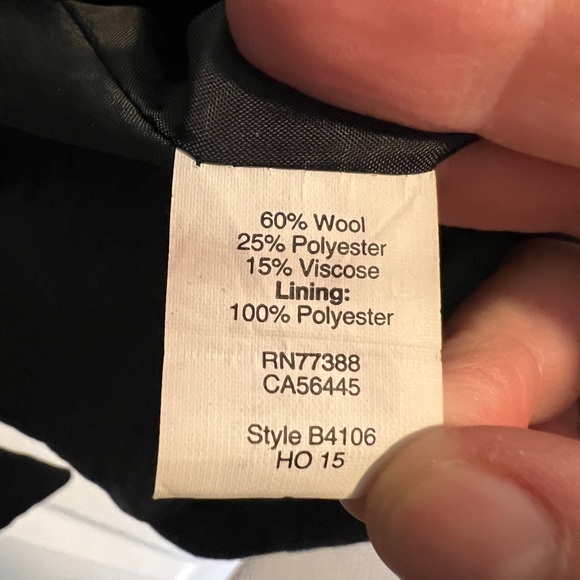 60% Wool
25% Polyester
15% Viscose
Lining:
100% Polyester
RN77388
CA56445
Style B4106
HO 15